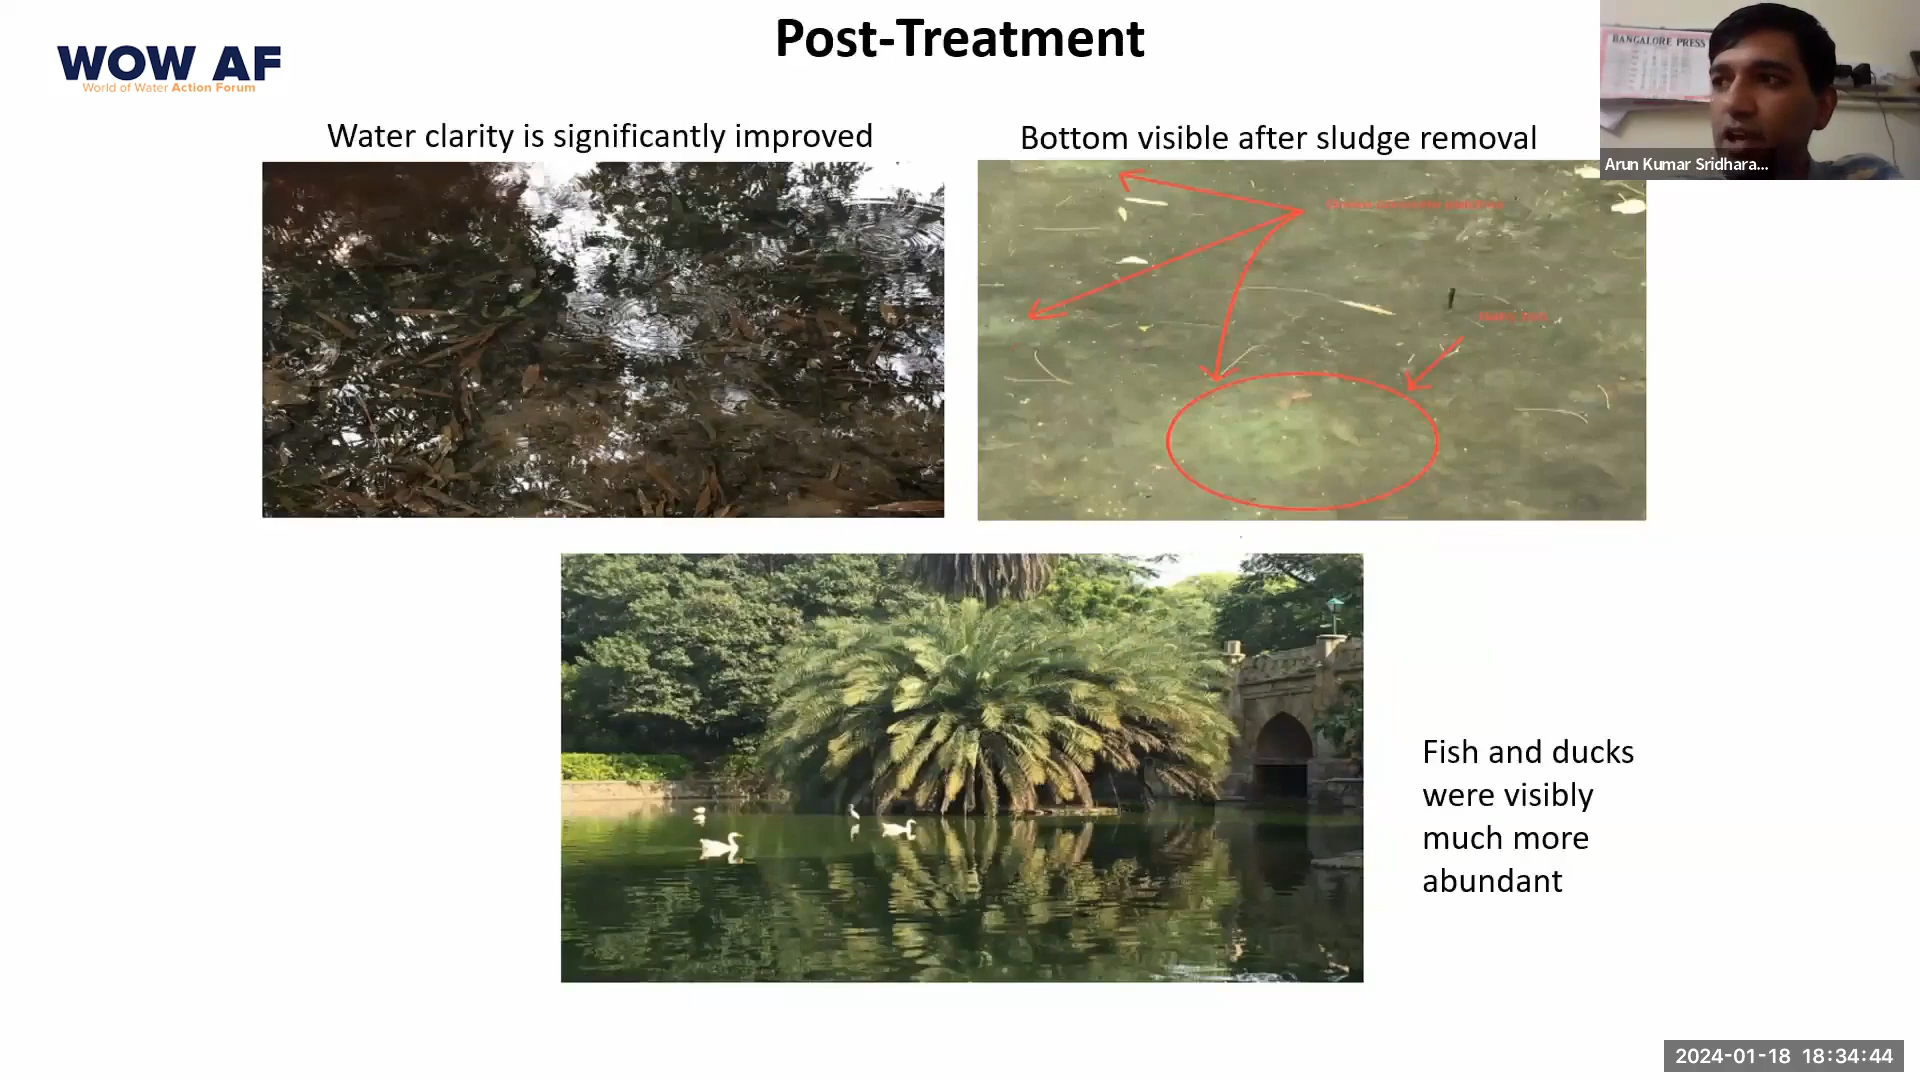 Post-Treatment
WOW AF
World of Water Action Forum
BANGALORE PRESS
Arun Kumar Sridhara...
Water clarity is significantly improved
Bottom visible after sludge removal
Fish and ducks
were visibly
much more
abundant
2024-01-18 18:34:44